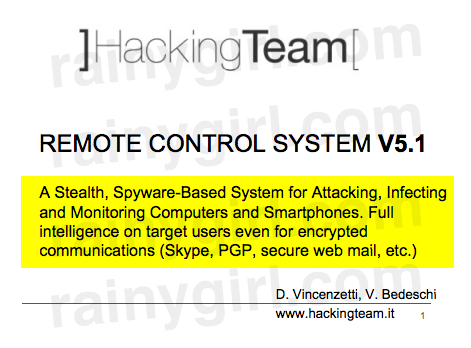 rainygirl.com
]HackingTeam[
REMOTE CONTROL SYSTEM V5.1
rainygirl.com
A Stealth, Spyware-Based System for Attacking, Infecting
and Monitoring Computers and Smartphones. Full
intelligence on target users even for encrypted
communications (Skype, PGP, secure web mail, etc.)
rainygirl.com
D. Vincenzetti, V. Bedeschi
www.hackingteam.it 1